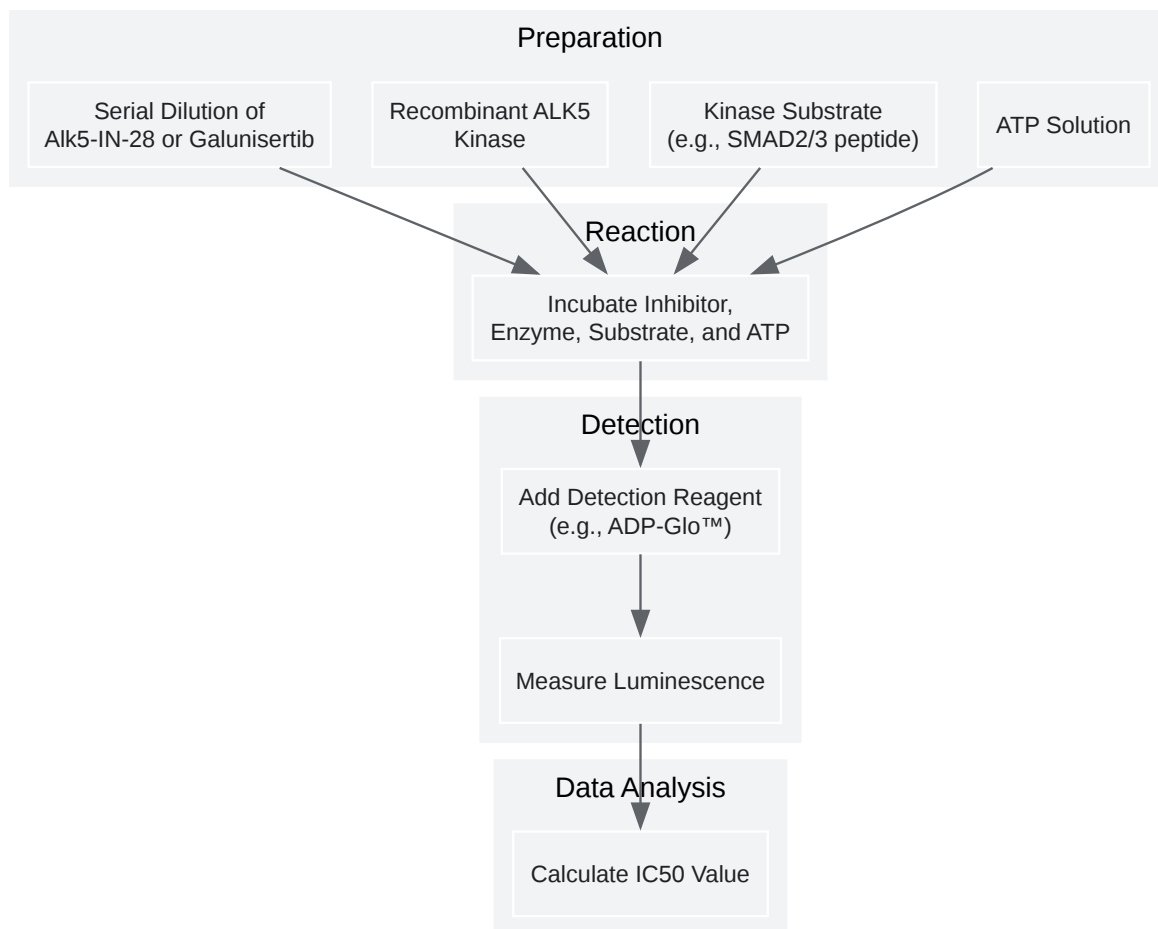 Preparation
Serial Dilution of
Alk5-IN-28 or Galunisertib
Recombinant ALK5
Kinase
Kinase Substrate
(e.g., SMAD2/3 peptide)
ATP Solution
Reaction
Incubate Inhibitor,
Enzyme, Substrate, and ATP
Detection
Add Detection Reagent
(e.g., ADP-Glo™)
Measure Luminescence
Data Analysis
Calculate IC50 Value